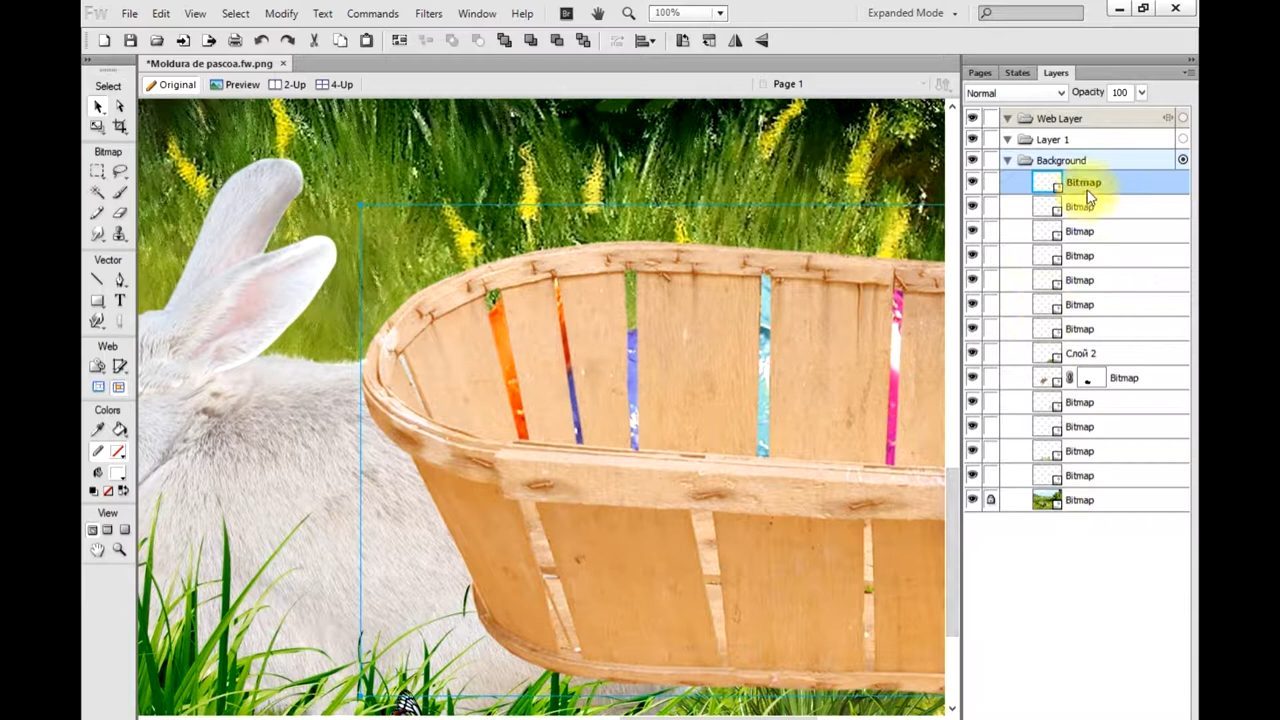 Fw File Edit View Select Modify Text Commands Filters Window Help Br 100% Expanded Mode
*Moldura de pascoa.fw.png
Original Preview 2-Up 4-Up Page 1
Select
Bitmap
Vector
T
Web
Colors
View
Pages States Layers
Normal Opacity 100
Web Layer
Layer 1
Background
Bitmap
Bitmap
Bitmap
Bitmap
Bitmap
Bitmap
Bitmap
Слой 2
Bitmap
Bitmap
Bitmap
Bitmap
Bitmap
Bitmap